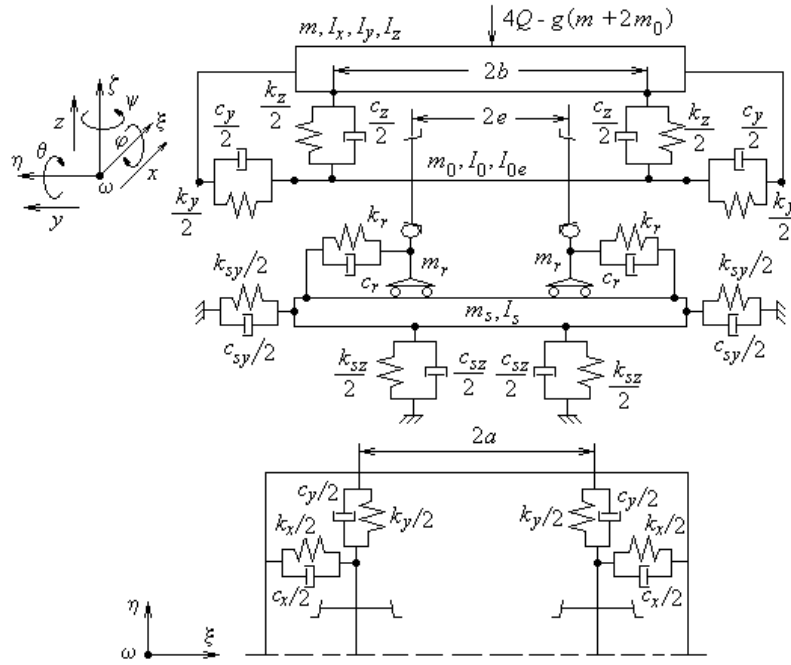 m, I_x, I_y, I_z
4Q - g(m + 2m_0)
2b
k_z/2
c_z/2
c_z/2
k_z/2
2e
c_y/2
c_y/2
ζ
ψ
z
ξ
θ
φ
η
ω
x
y
m_0, I_0, I_0e
k_y/2
k_y/2
k_r
k_r
m_r
m_r
c_r
c_r
k_sy/2
k_sy/2
m_s, I_s
c_sy/2
c_sy/2
k_sz/2
c_sz/2
c_sz/2
k_sz/2
2a
c_y/2
c_y/2
k_x/2
k_y/2
k_y/2
k_x/2
c_x/2
c_x/2
η
ω
ξ